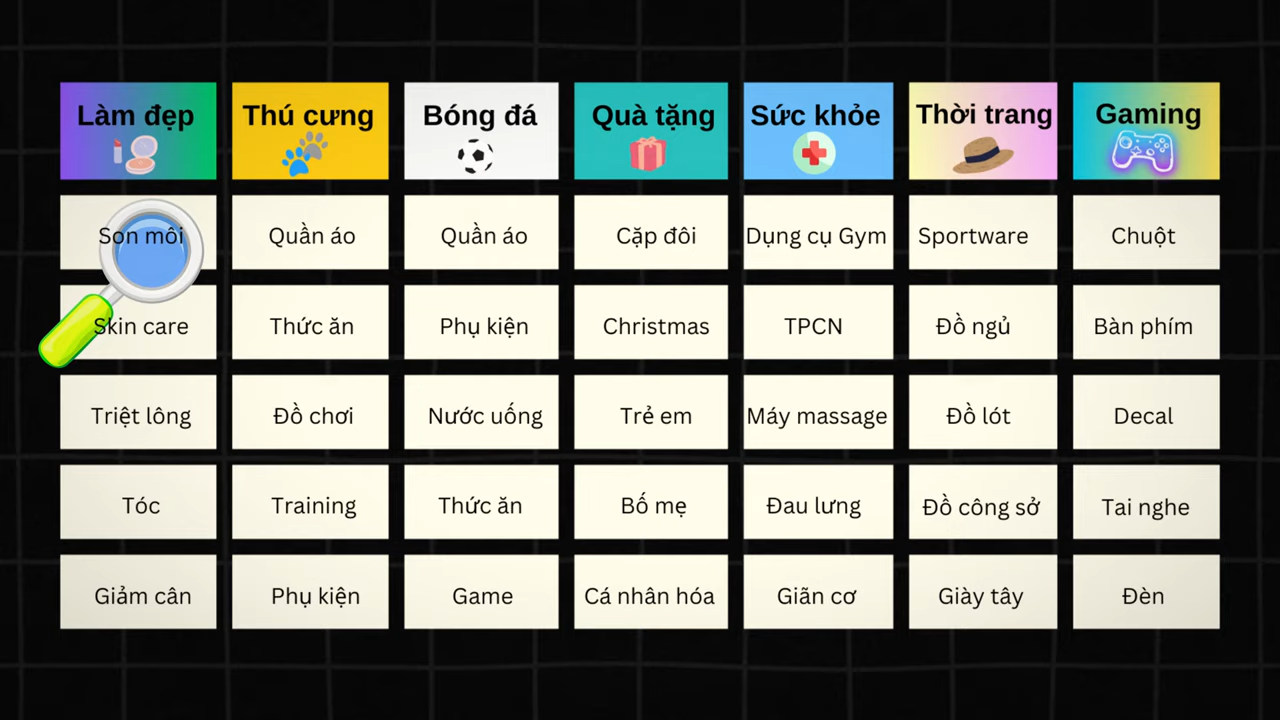 Làm đẹp
Thú cưng
Bóng đá
Quà tặng
Sức khỏe
Thời trang
Gaming
Son môi
Quần áo
Quần áo
Cặp đôi
Dụng cụ Gym
Sportware
Chuột
Skin care
Thức ăn
Phụ kiện
Christmas
TPCN
Đồ ngủ
Bàn phím
Triệt lông
Đồ chơi
Nước uống
Trẻ em
Máy massage
Đồ lót
Decal
Tóc
Training
Thức ăn
Bố mẹ
Đau lưng
Đồ công sở
Tai nghe
Giảm cân
Phụ kiện
Game
Cá nhân hóa
Giãn cơ
Giày tây
Đèn